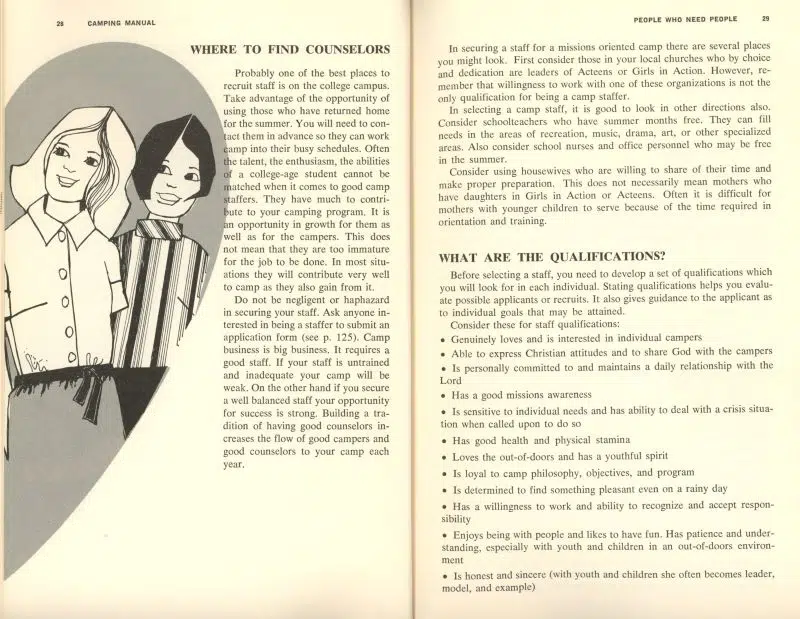 28 CAMPING MANUAL
WHERE TO FIND COUNSELORS
Probably one of the best places to
recruit staff is on the college campus.
Take advantage of the opportunity of
using those who have returned home
for the summer. You will need to con-
tact them in advance so they can work
camp into their busy schedules. Often
the talent, the enthusiasm, the abilities
of a college-age student cannot be
matched when it comes to good camp
staffers. They have much to contri-
bute to your camping program. It is
an opportunity in growth for them as
well as for the campers. This does
not mean that they are too immature
for the job to be done. In most situ-
ations they will contribute very well
to camp as they also gain from it.
Do not be negligent or haphazard
in securing your staff. Ask anyone in-
terested in being a staffer to submit an
application form (see p. 125). Camp
business is big business. It requires a
good staff. If your staff is untrained
and inadequate your camp will be
weak. On the other hand if you secure
a well balanced staff your opportunity
for success is strong. Building a tra-
dition of having good counselors in-
creases the flow of good campers and
good counselors to your camp each
year.
PEOPLE WHO NEED PEOPLE 29
In securing a staff for a missions oriented camp there are several places
you might look. First consider those in your local churches who by choice
and dedication are leaders of Acteens or Girls in Action. However, re-
member that willingness to work with one of these organizations is not the
only qualification for being a camp staffer.
In selecting a camp staff, it is good to look in other directions also.
Consider schoolteachers who have summer months free. They can fill
needs in the areas of recreation, music, drama, art, or other specialized
areas. Also consider school nurses and office personnel who may be free
in the summer.
Consider using housewives who are willing to share of their time and
make proper preparation. This does not necessarily mean mothers who
have daughters in Girls in Action or Acteens. Often it is difficult for
mothers with younger children to serve because of the time required in
orientation and training.
WHAT ARE THE QUALIFICATIONS?
Before selecting a staff, you need to develop a set of qualifications which
you will look for in each individual. Stating qualifications helps you evalu-
ate possible applicants or recruits. It also gives guidance to the applicant as
to individual goals that may be attained.
Consider these for staff qualifications:
• Genuinely loves and is interested in individual campers
• Able to express Christian attitudes and to share God with the campers
• Is personally committed to and maintains a daily relationship with the
Lord
• Has a good missions awareness
• Is sensitive to individual needs and has ability to deal with a crisis situa-
tion when called upon to do so
• Has good health and physical stamina
• Loves the out-of-doors and has a youthful spirit
• Is loyal to camp philosophy, objectives, and program
• Is determined to find something pleasant even on a rainy day
• Has a willingness to work and ability to recognize and accept respon-
sibility
• Enjoys being with people and likes to have fun. Has patience and under-
standing, especially with youth and children in an out-of-doors environ-
ment
• Is honest and sincere (with youth and children she often becomes leader,
model, and example)